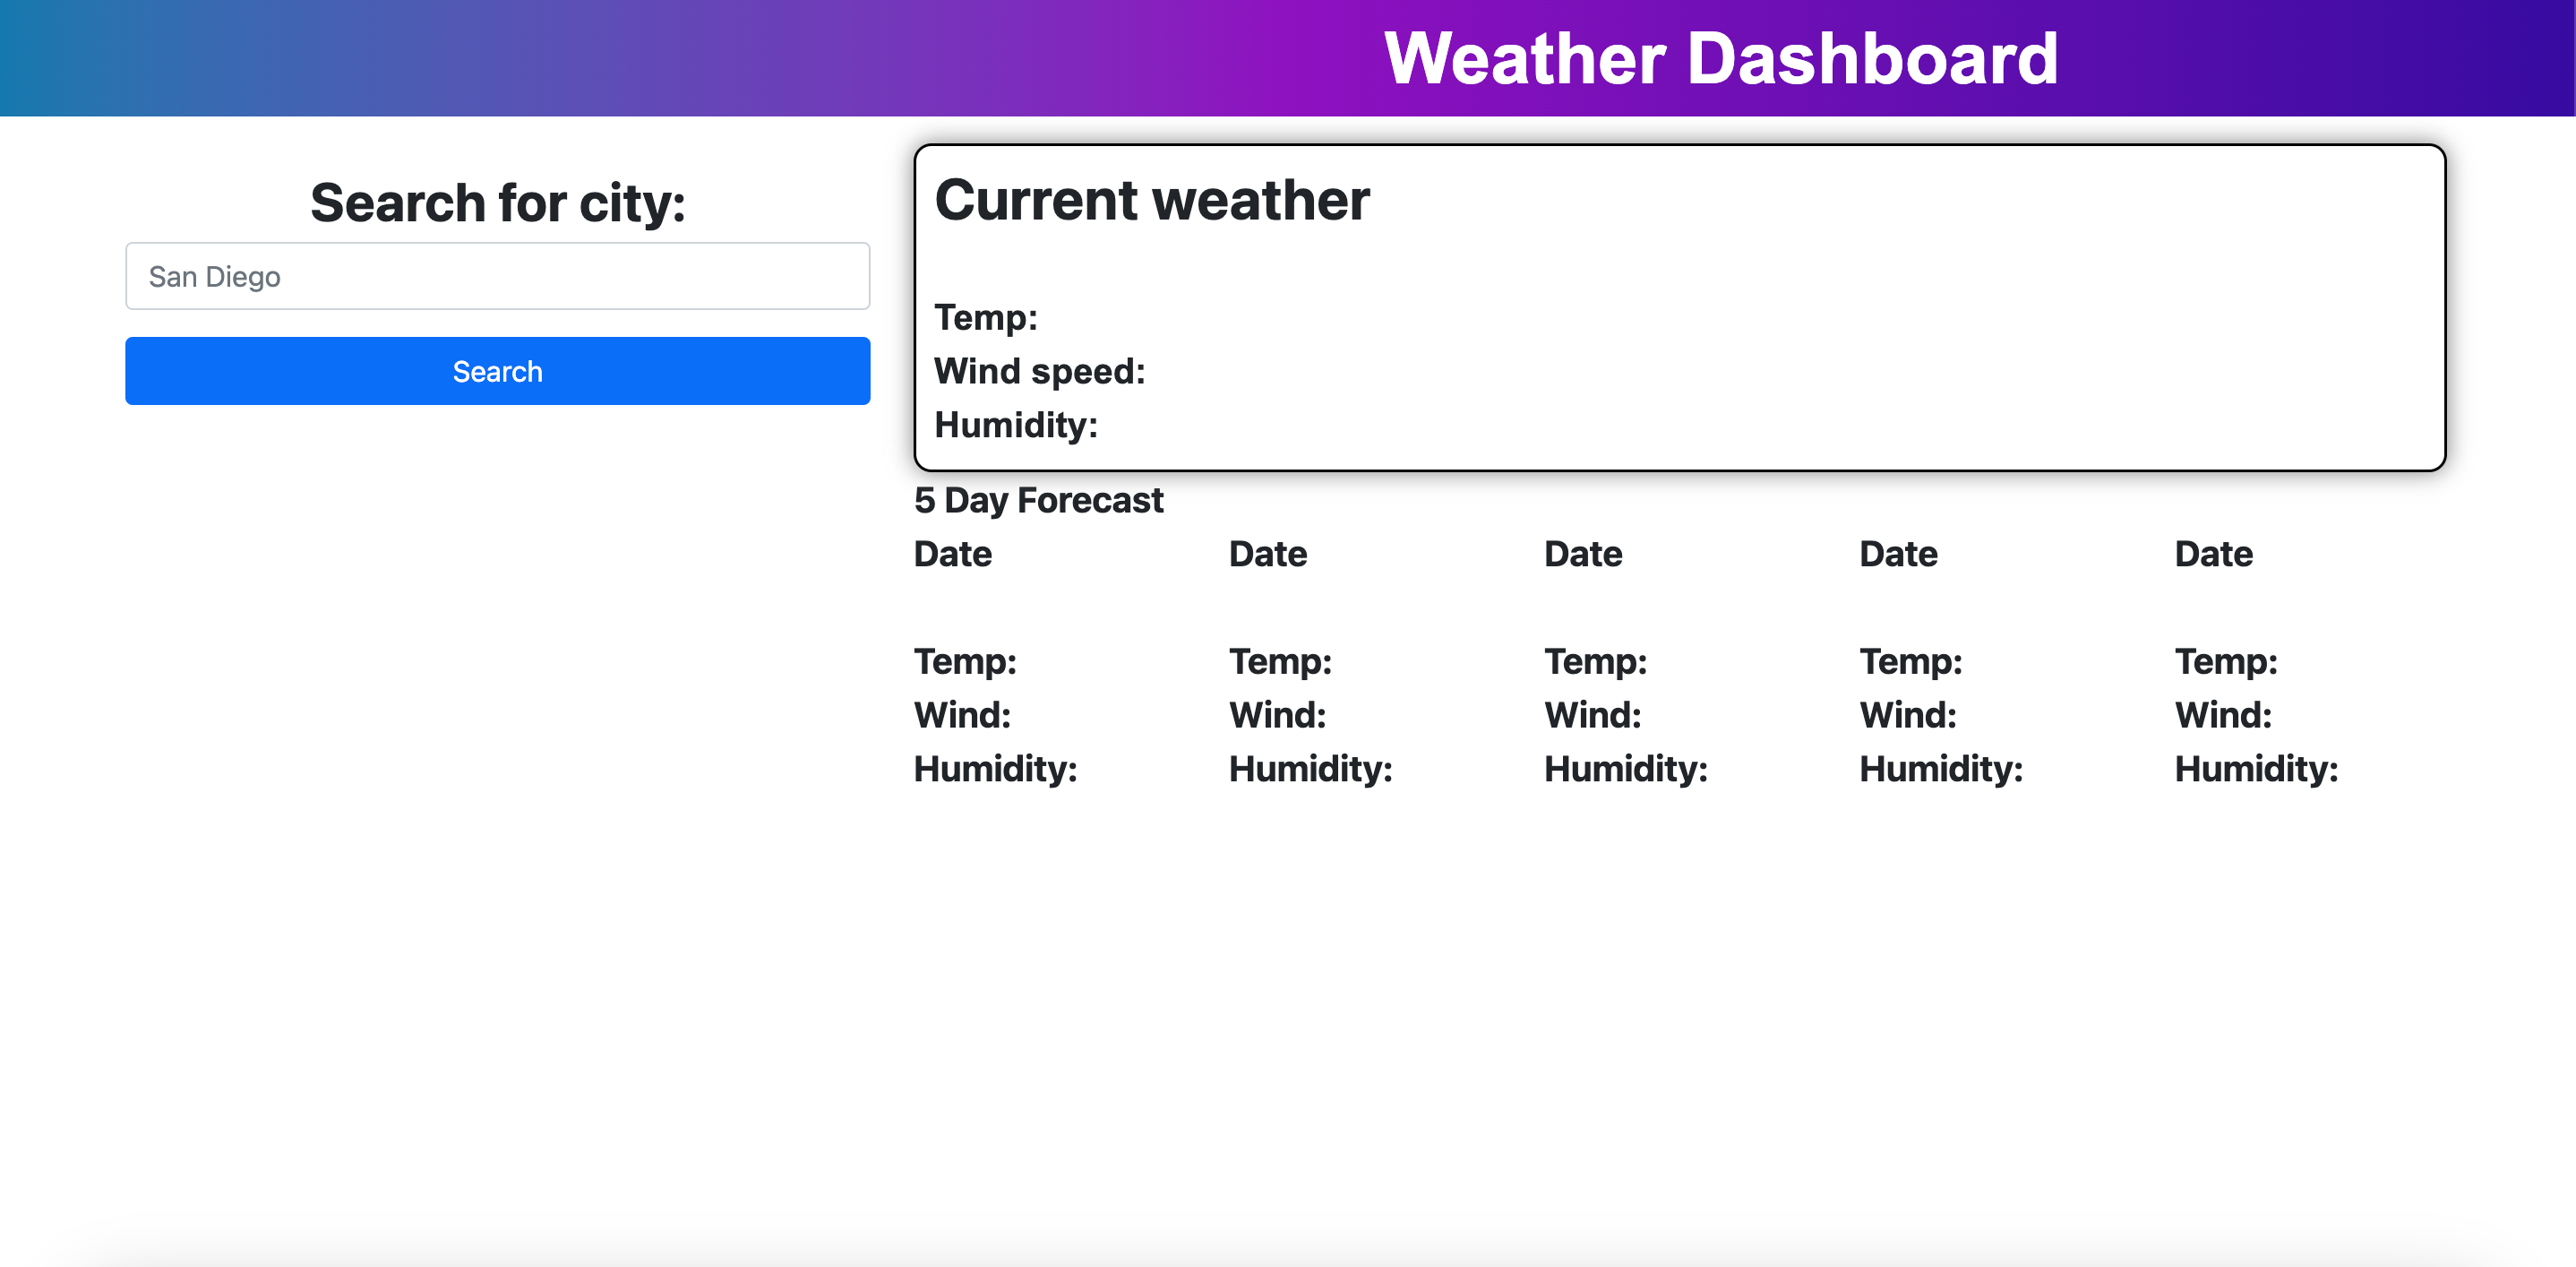 Weather Dashboard
Search for city:
San Diego
Search
Current weather
Temp:
Wind speed:
Humidity:
5 Day Forecast
Date Date Date Date Date
Temp: Temp: Temp: Temp: Temp:
Wind: Wind: Wind: Wind: Wind:
Humidity: Humidity: Humidity: Humidity: Humidity: